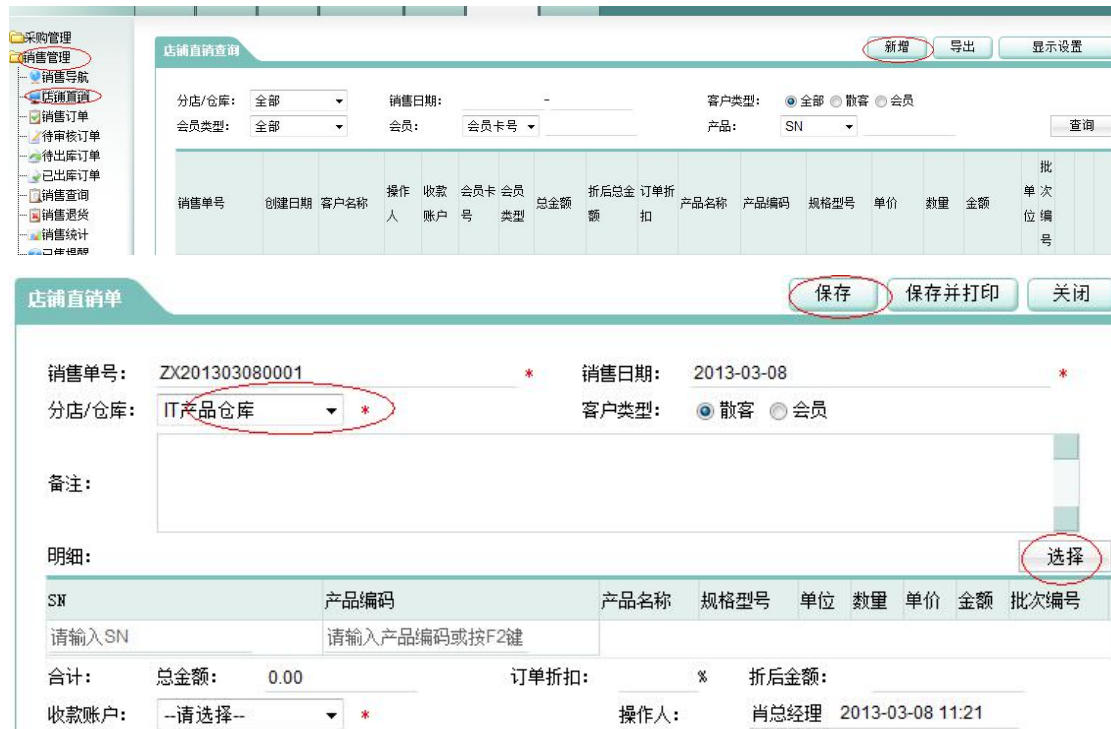 采购管理
销售管理
销售导航
店铺直销
销售订单
待审核订单
待出库订单
已出库订单
销售查询
销售退货
销售统计
已售提醒
店铺直销查询
新增 导出 显示设置
分店/仓库: 全部 销售日期: - 客户类型: 全部 散客 会员
会员类型: 全部 会员: 会员卡号 产品: SN 查询
销售单号 创建日期 客户名称 操作人 收款账户 会员卡号 会员类型 总金额 折后总金额 订单折扣 产品名称 产品编码 规格型号 单价 数量 金额 单位 批次编号
店铺直销单 保存 保存并打印 关闭
销售单号: ZX201303080001 * 销售日期: 2013-03-08 *
分店/仓库: IT产品仓库 * 客户类型: 散客 会员
备注:
明细: 选择
SN 产品编码 产品名称 规格型号 单位 数量 单价 金额 批次编号
请输入SN 请输入产品编码或按F2键
合计: 总金额: 0.00 订单折扣: % 折后金额:
收款账户: --请选择-- * 操作人: 肖总经理 2013-03-08 11:21